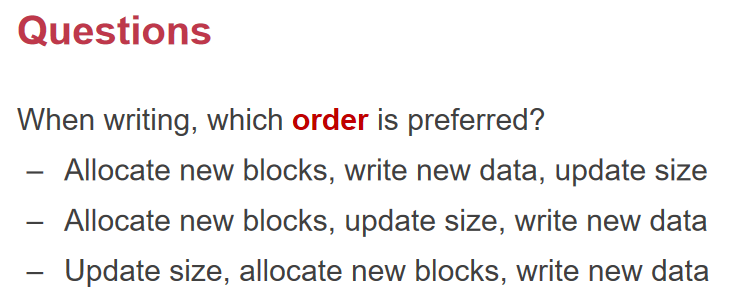 Questions
When writing, which order is preferred?
– Allocate new blocks, write new data, update size
– Allocate new blocks, update size, write new data
– Update size, allocate new blocks, write new data